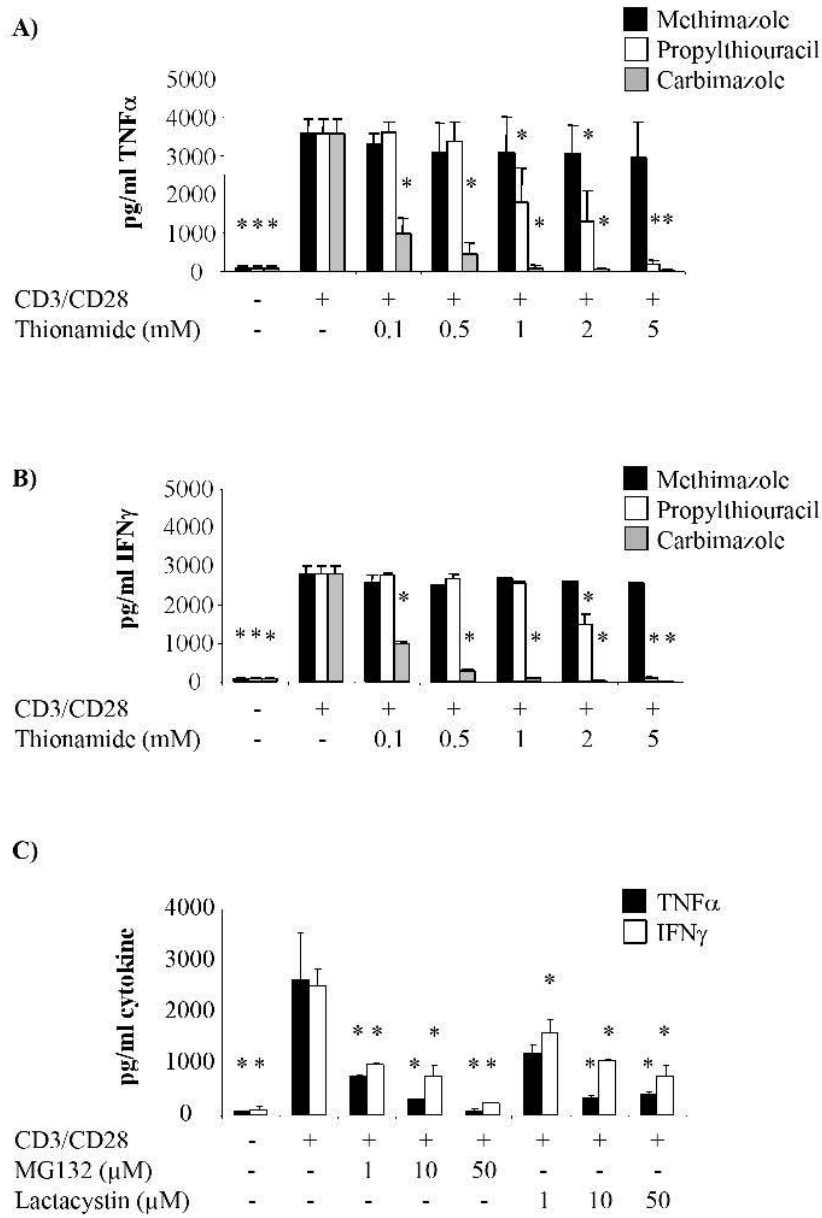 A)
Methimazole
Propylthiouracil
Carbimazole
pg/ml TNFα
5000
4000
3000
2000
1000
0
* * *
*
*
*
*
*
*
* *
CD3/CD28 - + + + + + +
Thionamide (mM) - - 0.1 0.5 1 2 5
B)
Methimazole
Propylthiouracil
Carbimazole
pg/ml IFNγ
5000
4000
3000
2000
1000
0
* * *
*
*
*
*
*
* *
CD3/CD28 - + + + + + +
Thionamide (mM) - - 0.1 0.5 1 2 5
C)
TNFα
IFNγ
pg/ml cytokine
4000
3000
2000
1000
0
* *
* *
* *
* *
*
* *
* *
CD3/CD28 - + + + + + + +
MG132 (µM) - - 1 10 50 - - -
Lactacystin (µM) - - - - - 1 10 50